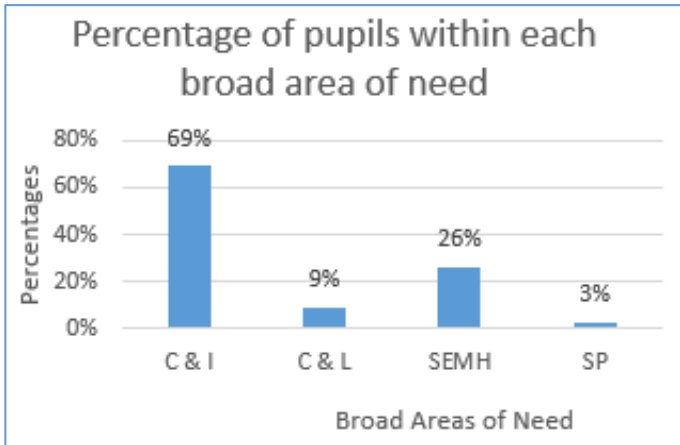 Percentage of pupils within each
broad area of need
80%
60%
40%
20%
0%
Percentages
69%
9%
26%
3%
C & I
C & L
SEMH
SP
Broad Areas of Need